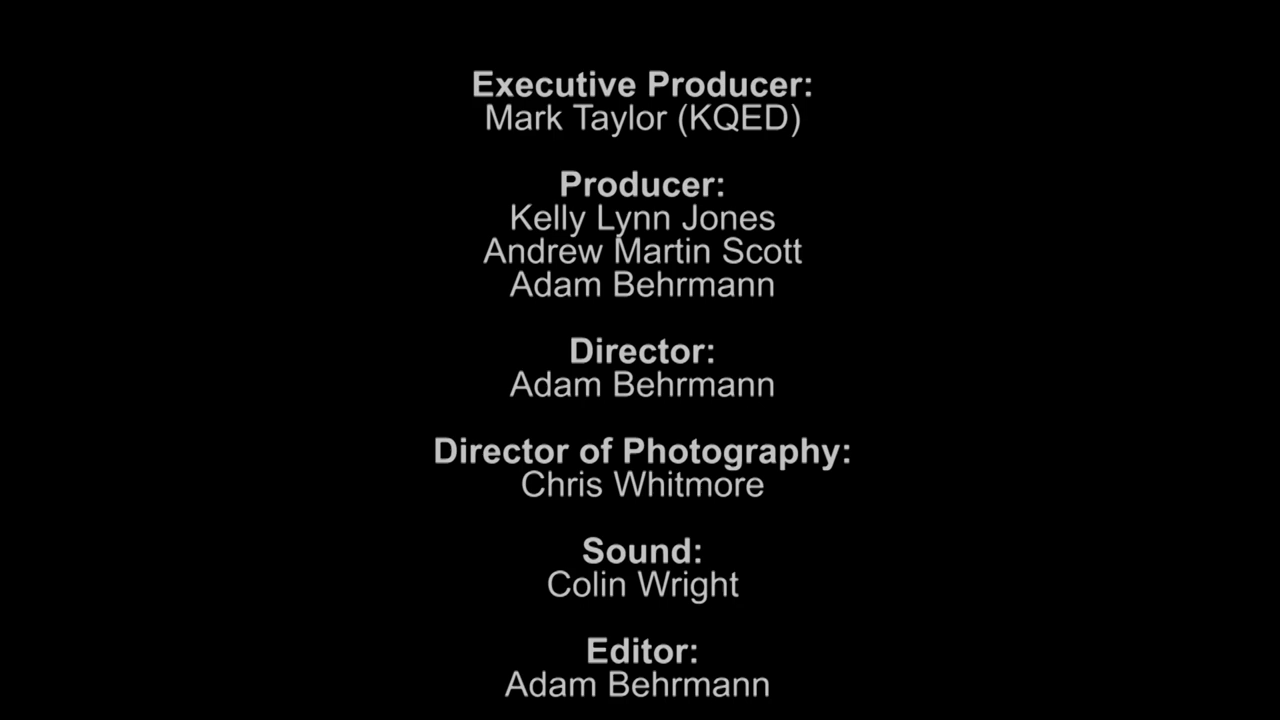 Executive Producer:
Mark Taylor (KQED)
Producer:
Kelly Lynn Jones
Andrew Martin Scott
Adam Behrmann
Director:
Adam Behrmann
Director of Photography:
Chris Whitmore
Sound:
Colin Wright
Editor:
Adam Behrmann